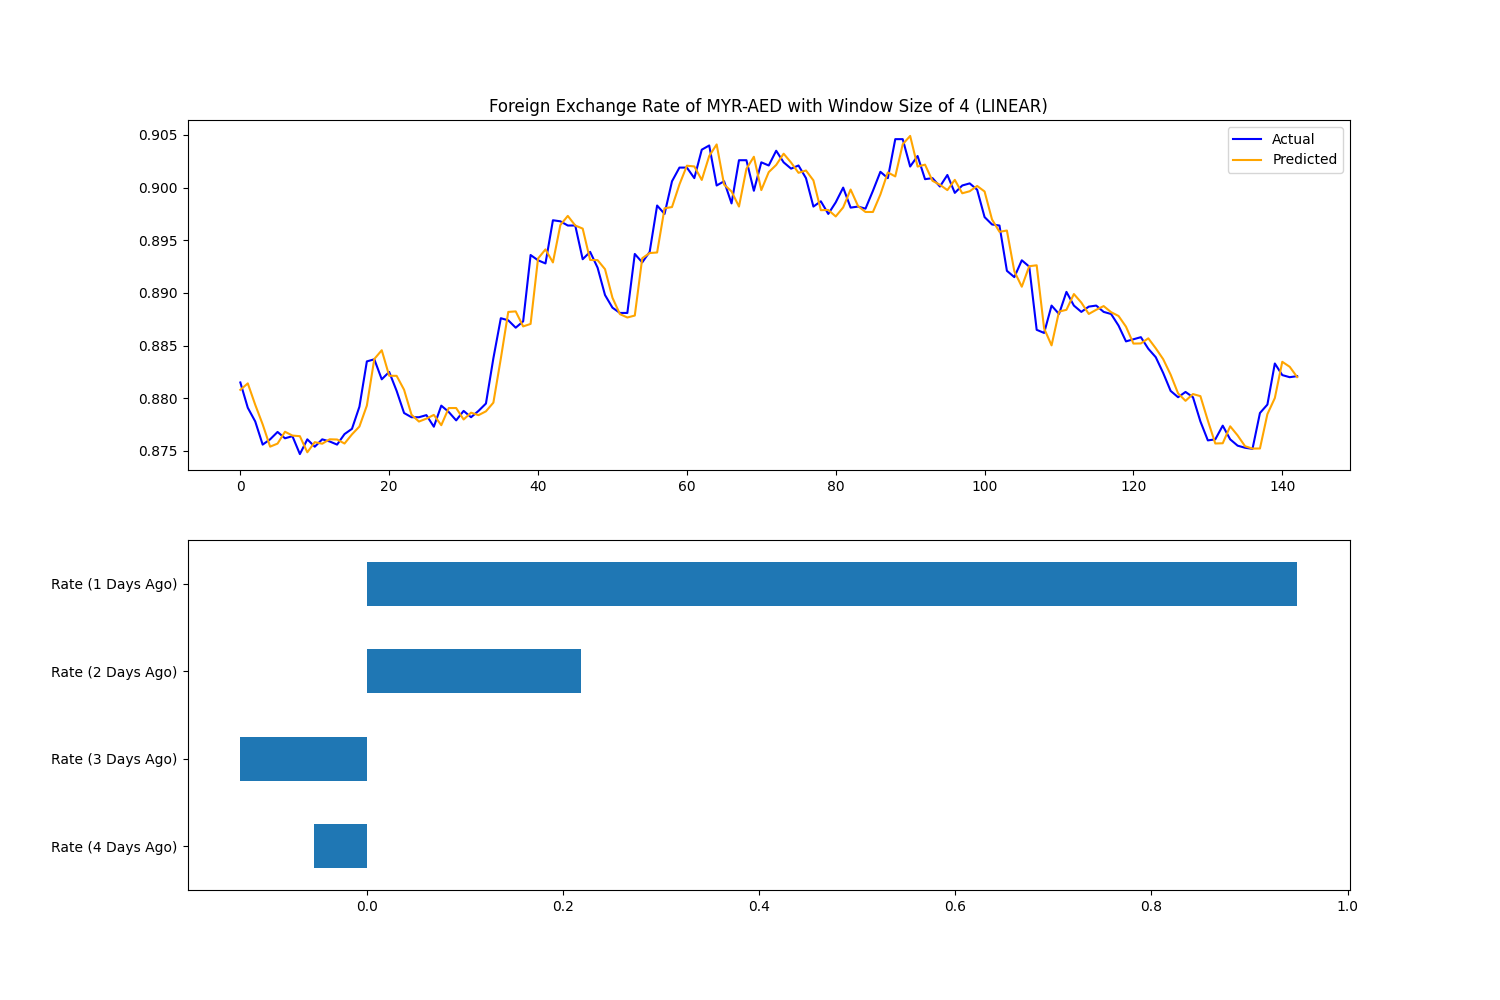 Foreign Exchange Rate of MYR-AED with Window Size of 4 (LINEAR)
0.905
0.900
0.895
0.890
0.885
0.880
0.875
Actual
Predicted
0 20 40 60 80 100 120 140
Rate (1 Days Ago)
Rate (2 Days Ago)
Rate (3 Days Ago)
Rate (4 Days Ago)
0.0 0.2 0.4 0.6 0.8 1.0